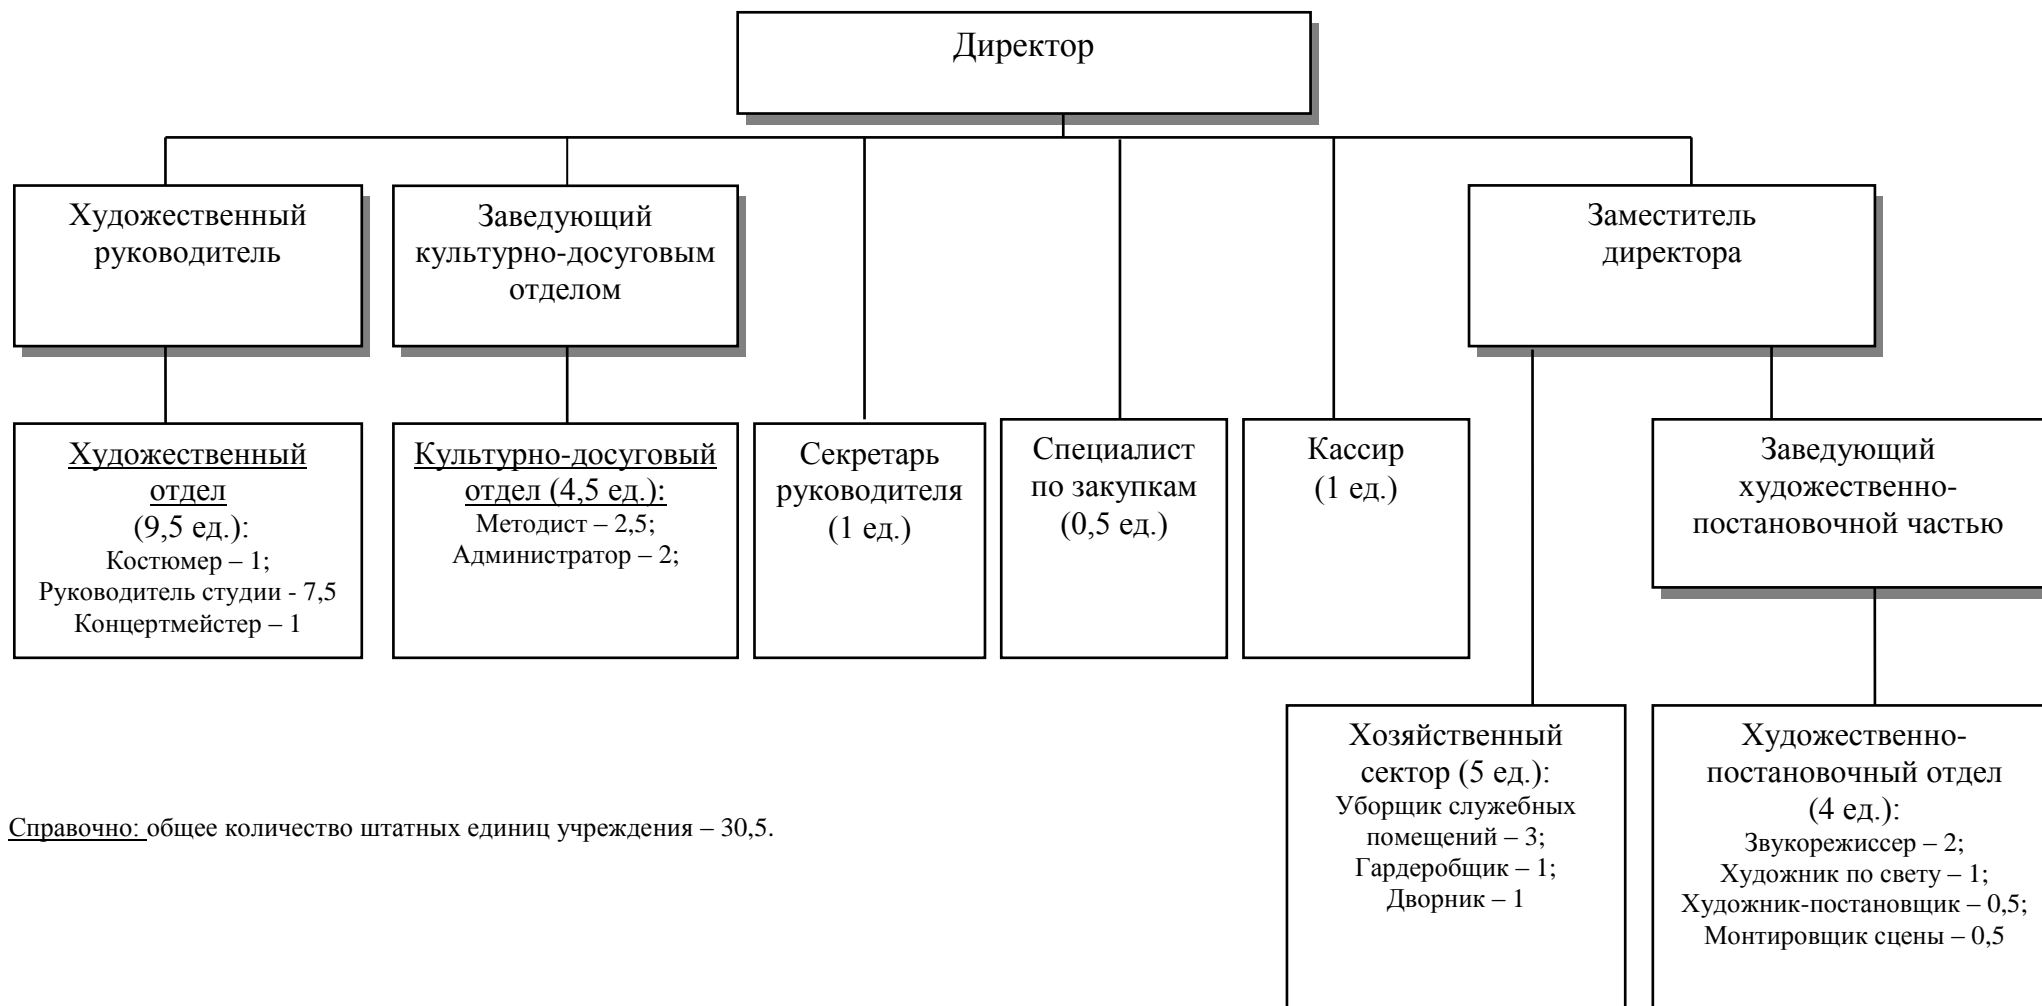 Директор
Художественный
руководитель
Заведующий
культурно-досуговым
отделом
Заместитель
директора
Художественный
отдел
(9,5 ед.):
Костюмер – 1;
Руководитель студии - 7,5
Концертмейстер – 1
Культурно-досуговый
отдел (4,5 ед.):
Методист – 2,5;
Администратор – 2;
Секретарь
руководителя
(1 ед.)
Специалист
по закупкам
(0,5 ед.)
Кассир
(1 ед.)
Заведующий
художественно-
постановочной частью
Хозяйственный
сектор (5 ед.):
Уборщик служебных
помещений – 3;
Гардеробщик – 1;
Дворник – 1
Художественно-
постановочный отдел
(4 ед.):
Звукорежиссер – 2;
Художник по свету – 1;
Художник-постановщик – 0,5;
Монтировщик сцены – 0,5
Справочно: общее количество штатных единиц учреждения – 30,5.